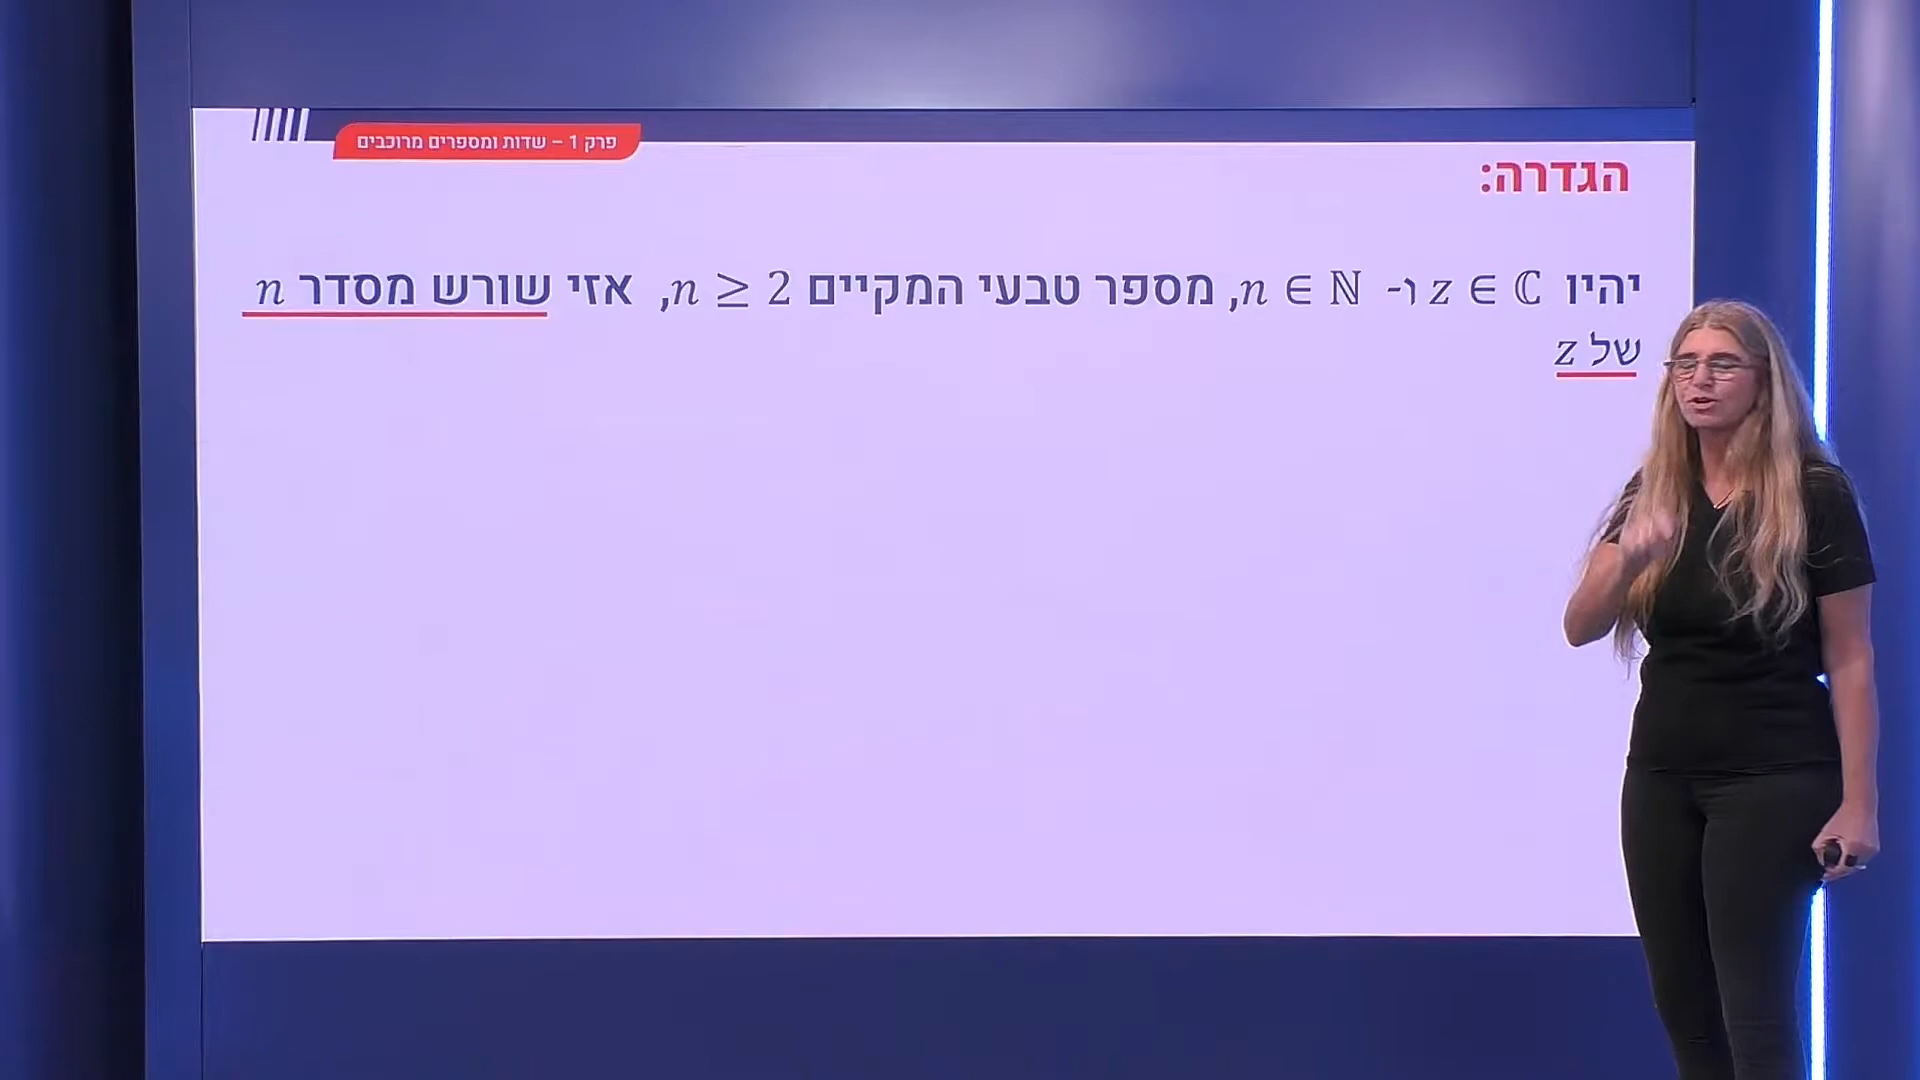 פרק 1 – שדות ומספרים מרוכבים
הגדרה:
יהיו z ∈ ℂ ו- n ∈ ℕ, מספר טבעי המקיים n ≥ 2, אזי שורש מסדר n
של z